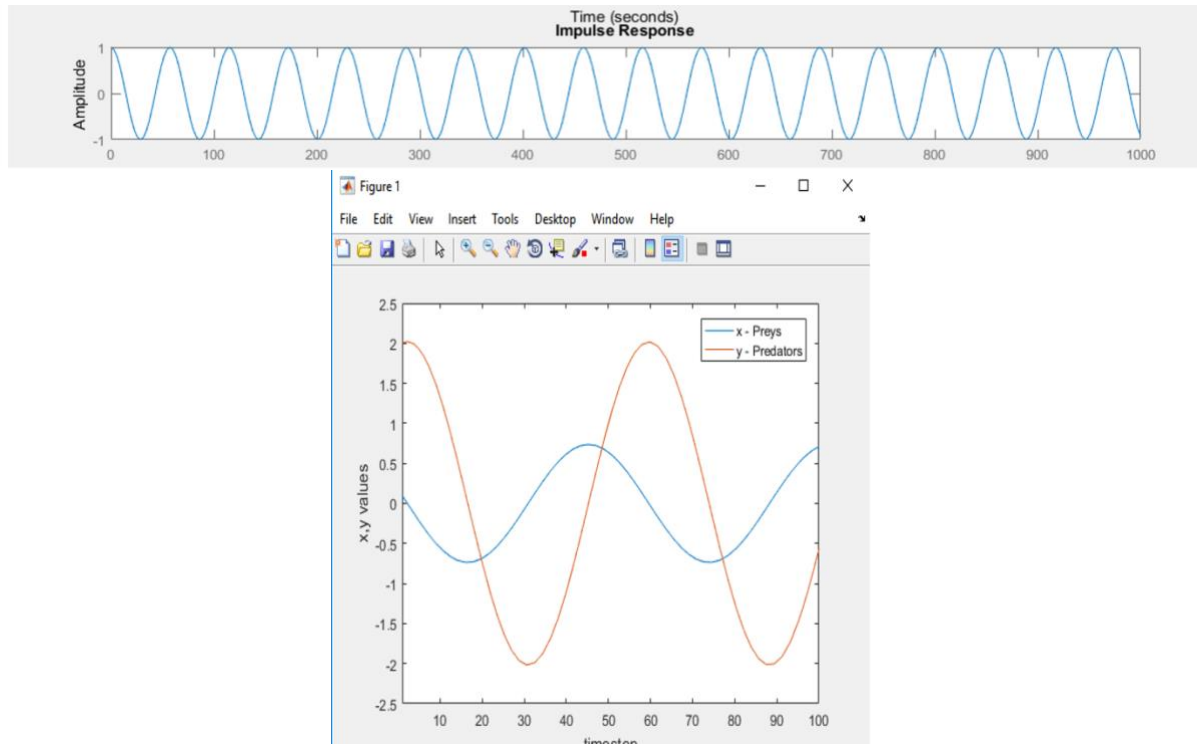 Time (seconds)
Impulse Response
Amplitude
1
0
-1
0 100 200 300 400 500 600 700 800 900 1000
Figure 1
File Edit View Insert Tools Desktop Window Help
x,y values
2.5
2
1.5
1
0.5
0
-0.5
-1
-1.5
-2
-2.5
x - Preys
y - Predators
10 20 30 40 50 60 70 80 90 100
timestep